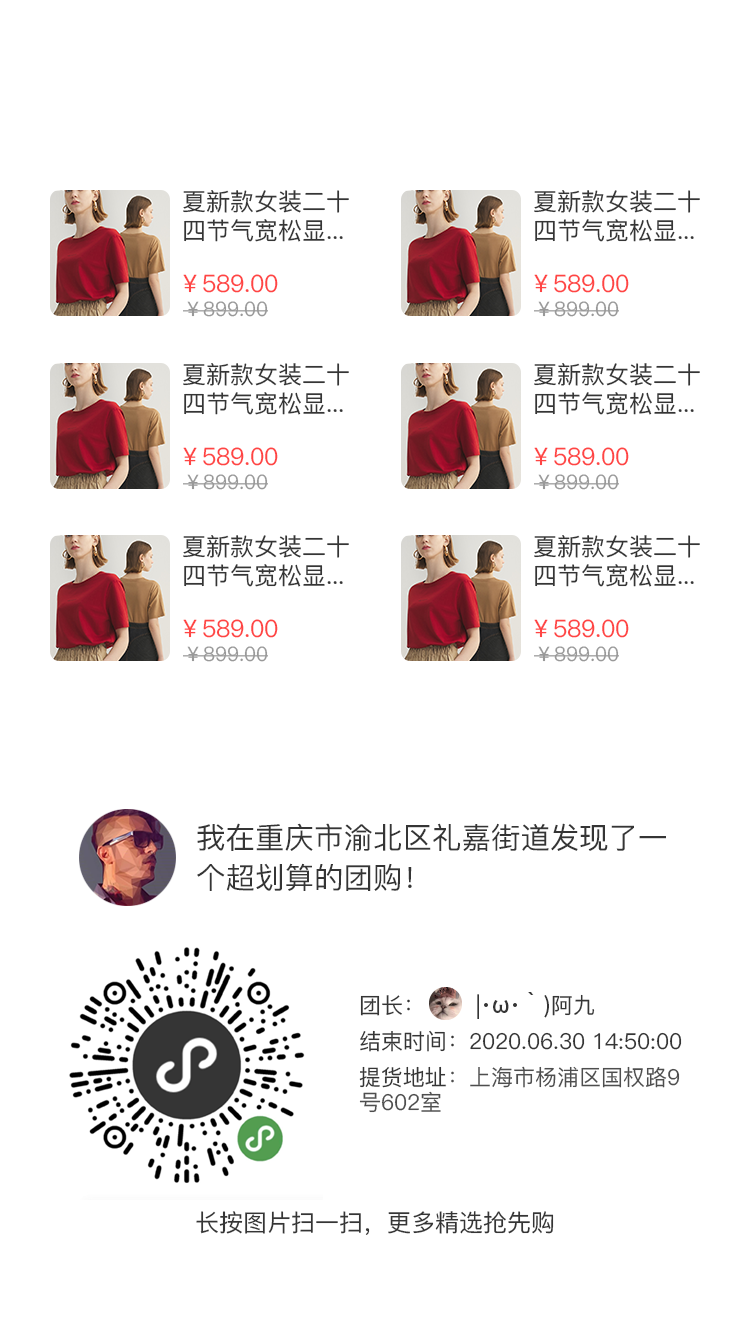 夏新款女装二十
四节气宽松显...
￥589.00
￥899.00
夏新款女装二十
四节气宽松显...
￥589.00
￥899.00
夏新款女装二十
四节气宽松显...
￥589.00
￥899.00
夏新款女装二十
四节气宽松显...
￥589.00
￥899.00
夏新款女装二十
四节气宽松显...
￥589.00
￥899.00
夏新款女装二十
四节气宽松显...
￥589.00
￥899.00
我在重庆市渝北区礼嘉街道发现了一
个超划算的团购！
团长： |･ω･｀)阿九
结束时间：2020.06.30 14:50:00
提货地址：上海市杨浦区国权路9
号602室
长按图片扫一扫，更多精选抢先购